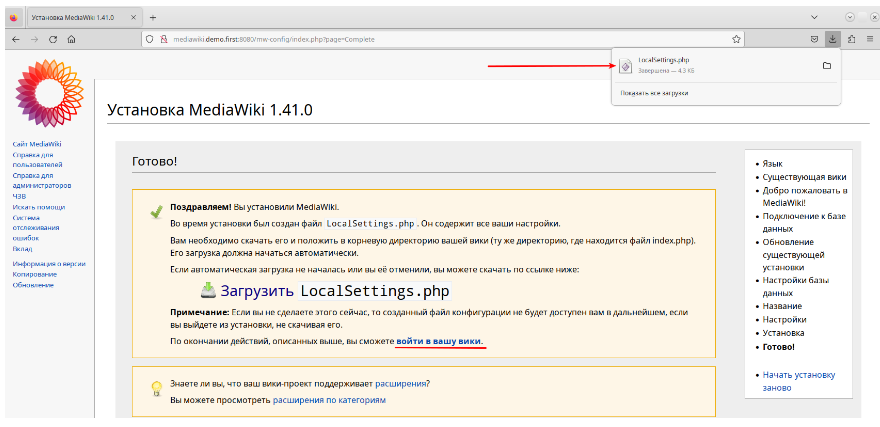 Установка MediaWiki 1.41.0
mediawiki.demo.first:8080/mw-config/index.php?page=Complete
LocalSettings.php
Завершена — 4,3 КБ
Показать все загрузки
Сайт MediaWiki
Справка для
пользователей
Справка для
администраторов
ЧЗВ
Искать помощи
Система
отслеживания
ошибок
Вклад
Информация о версии
Копирование
Обновление
Установка MediaWiki 1.41.0
Готово!
Поздравляем! Вы установили MediaWiki.
Во время установки был создан файл LocalSettings.php . Он содержит все ваши настройки.
Вам необходимо скачать его и положить в корневую директорию вашей вики (ту же директорию, где находится файл index.php).
Его загрузка должна начаться автоматически.
Если автоматическая загрузка не началась или вы её отменили, вы можете скачать по ссылке ниже:
Загрузить LocalSettings.php
Примечание: Если вы не сделаете этого сейчас, то созданный файл конфигурации не будет доступен вам в дальнейшем, если
вы выйдете из установки, не скачивая его.
По окончании действий, описанных выше, вы сможете войти в вашу вики.
Знаете ли вы, что ваш вики-проект поддерживает расширения?
Вы можете просмотреть расширения по категориям
Язык
Существующая вики
Добро пожаловать в
MediaWiki!
Подключение к базе
данных
Обновление
существующей
установки
Настройки базы
данных
Название
Настройки
Установка
Готово!
Начать установку
заново